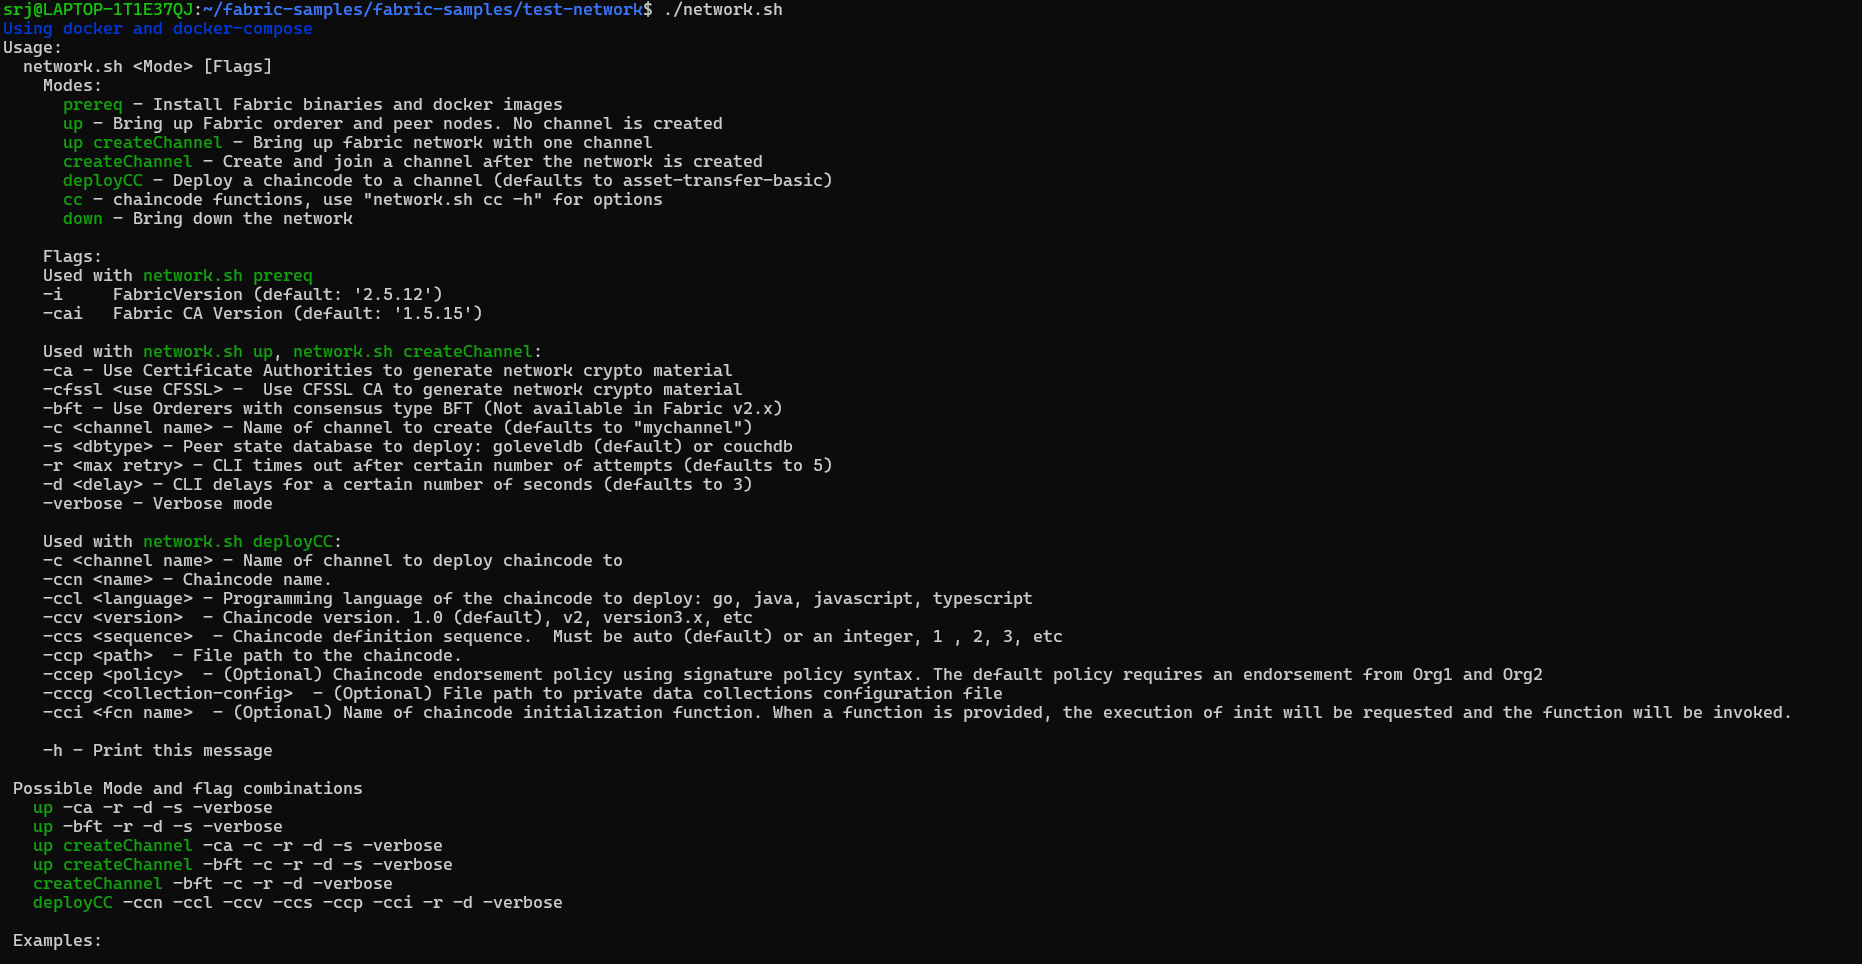 srj@LAPTOP-1T1E37QJ:~/fabric-samples/fabric-samples/test-network$ ./network.sh
Using docker and docker-compose
Usage:
  network.sh <Mode> [Flags]
    Modes:
      prereq - Install Fabric binaries and docker images
      up - Bring up Fabric orderer and peer nodes. No channel is created
      up createChannel - Bring up fabric network with one channel
      createChannel - Create and join a channel after the network is created
      deployCC - Deploy a chaincode to a channel (defaults to asset-transfer-basic)
      cc - chaincode functions, use "network.sh cc -h" for options
      down - Bring down the network

    Flags:
    Used with network.sh prereq
    -i     FabricVersion (default: '2.5.12')
    -cai   Fabric CA Version (default: '1.5.15')

    Used with network.sh up, network.sh createChannel:
    -ca - Use Certificate Authorities to generate network crypto material
    -cfssl <use CFSSL> -  Use CFSSL CA to generate network crypto material
    -bft - Use Orderers with consensus type BFT (Not available in Fabric v2.x)
    -c <channel name> - Name of channel to create (defaults to "mychannel")
    -s <dbtype> - Peer state database to deploy: goleveldb (default) or couchdb
    -r <max retry> - CLI times out after certain number of attempts (defaults to 5)
    -d <delay> - CLI delays for a certain number of seconds (defaults to 3)
    -verbose - Verbose mode

    Used with network.sh deployCC:
    -c <channel name> - Name of channel to deploy chaincode to
    -ccn <name> - Chaincode name.
    -ccl <language> - Programming language of the chaincode to deploy: go, java, javascript, typescript
    -ccv <version>  - Chaincode version. 1.0 (default), v2, version3.x, etc
    -ccs <sequence>  - Chaincode definition sequence.  Must be auto (default) or an integer, 1 , 2, 3, etc
    -ccp <path>  - File path to the chaincode.
    -ccep <policy>  - (Optional) Chaincode endorsement policy using signature policy syntax. The default policy requires an endorsement from Org1 and Org2
    -cccg <collection-config>  - (Optional) File path to private data collections configuration file
    -cci <fcn name>  - (Optional) Name of chaincode initialization function. When a function is provided, the execution of init will be requested and the function will be invoked.

    -h - Print this message

 Possible Mode and flag combinations
   up -ca -r -d -s -verbose
   up -bft -r -d -s -verbose
   up createChannel -ca -c -r -d -s -verbose
   up createChannel -bft -c -r -d -s -verbose
   createChannel -bft -c -r -d -verbose
   deployCC -ccn -ccl -ccv -ccs -ccp -cci -r -d -verbose

 Examples: